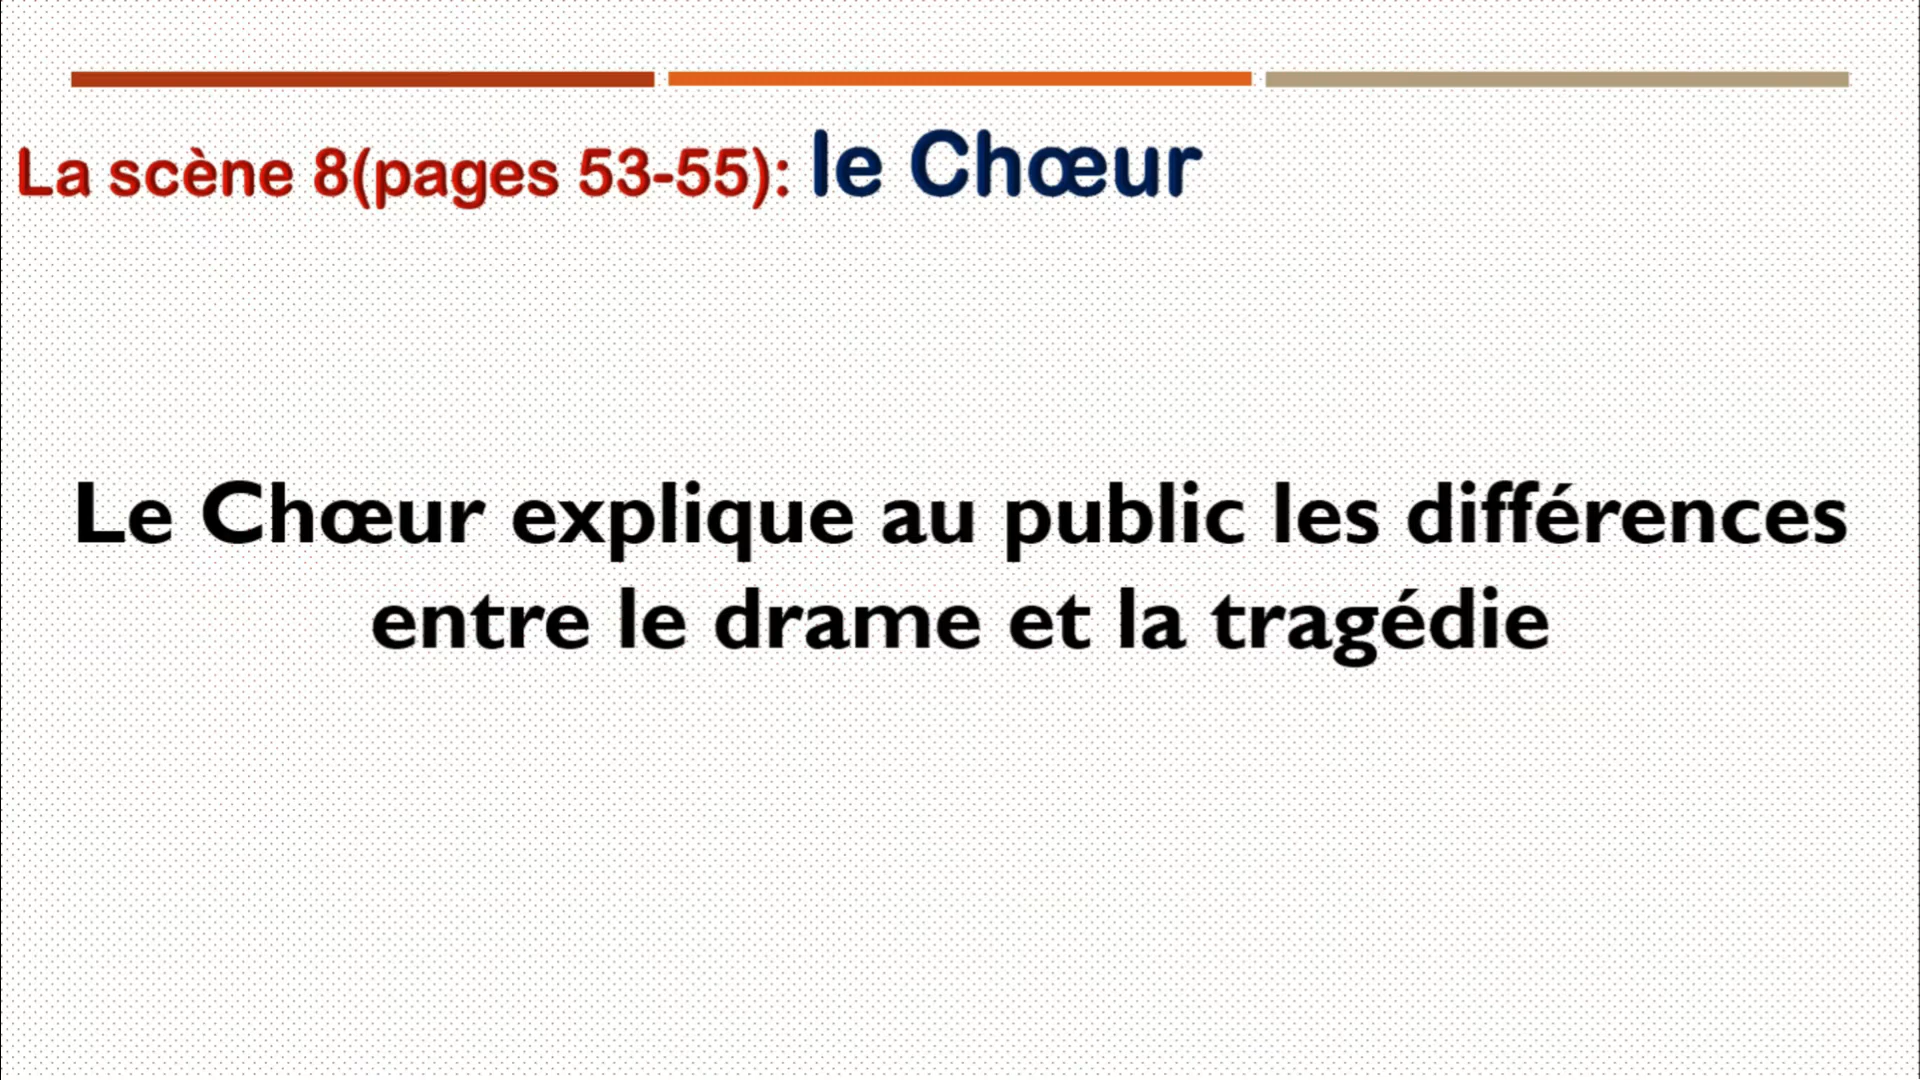 La scène 8(pages 53-55): le Chœur
Le Chœur explique au public les différences
entre le drame et la tragédie